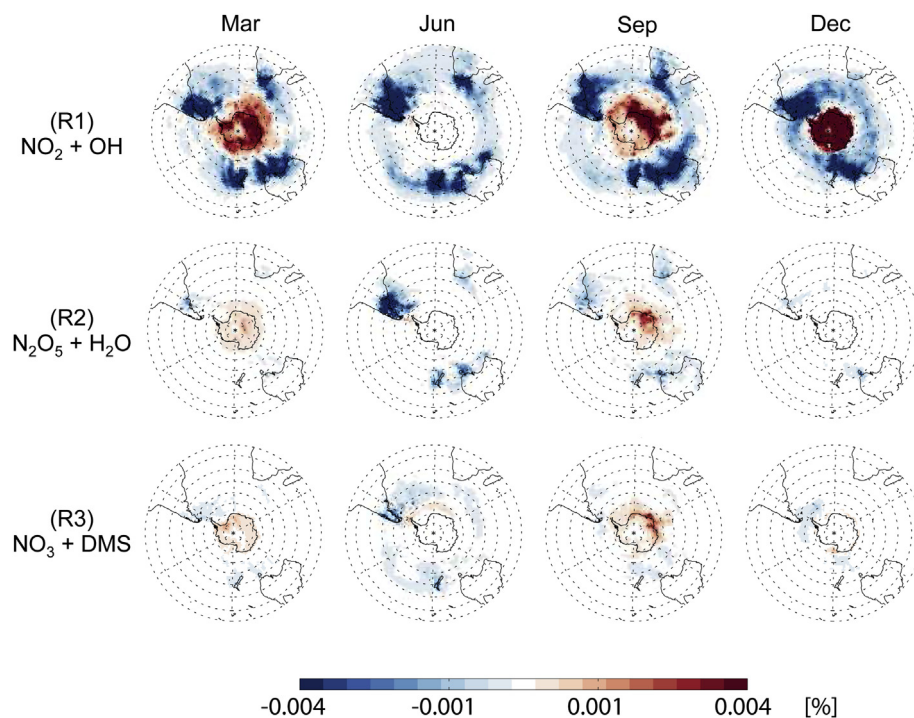 Mar Jun Sep Dec
(R1)
NO₂ + OH
(R2)
N₂O₅ + H₂O
(R3)
NO₃ + DMS
-0.004 -0.001 0.001 0.004 [%]